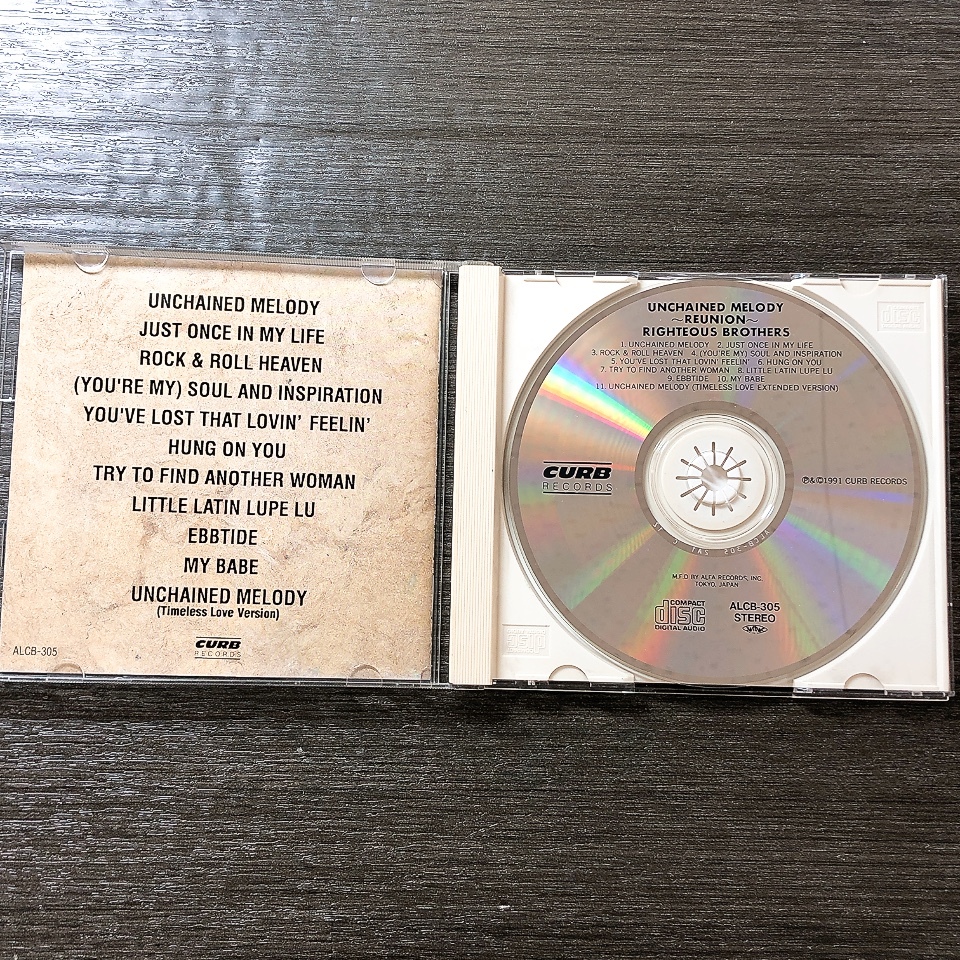 UNCHAINED MELODY
JUST ONCE IN MY LIFE
ROCK & ROLL HEAVEN
(YOU'RE MY) SOUL AND INSPIRATION
YOU'VE LOST THAT LOVIN' FEELIN'
HUNG ON YOU
TRY TO FIND ANOTHER WOMAN
LITTLE LATIN LUPE LU
EBBTIDE
MY BABE
UNCHAINED MELODY
(Timeless Love Version)
CURB
RECORDS
ALCB-305
UNCHAINED MELODY
~REUNION~
RIGHTEOUS BROTHERS
1. UNCHAINED MELODY 2. JUST ONCE IN MY LIFE
3. ROCK & ROLL HEAVEN 4. (YOU'RE MY) SOUL AND INSPIRATION
5. YOU'VE LOST THAT LOVIN' FEELIN' 6. HUNG ON YOU
7. TRY TO FIND ANOTHER WOMAN 8. LITTLE LATIN LUPE LU
9. EBBTIDE 10. MY BABE
11. UNCHAINED MELODY (TIMELESS LOVE EXTENDED VERSION)
CURB
RECORDS
℗&©1991 CURB RECORDS
ALCB-305
M.F.D. BY ALFA RECORDS, INC.
TOKYO, JAPAN
COMPACT
disc
DIGITAL AUDIO
ALCB-305
STEREO